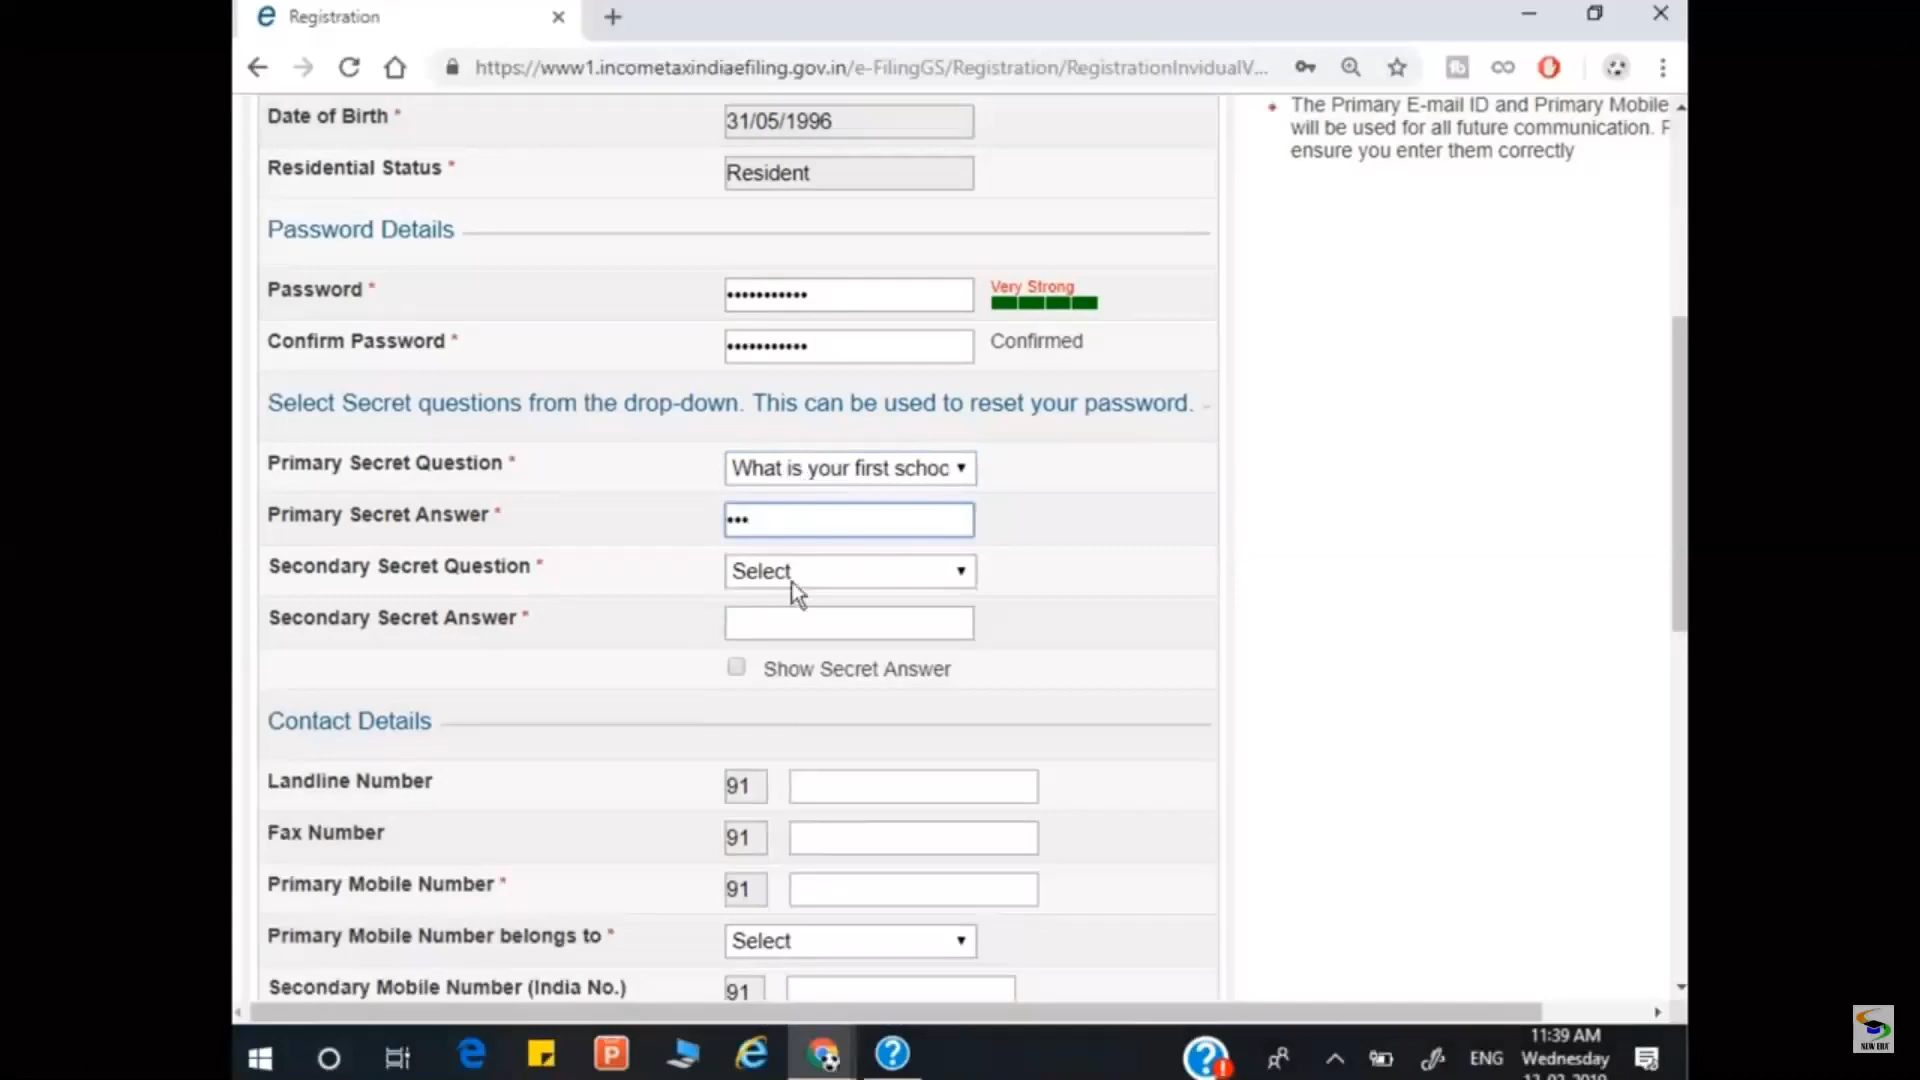 Registration
https://www1.incometaxindiaefiling.gov.in/e-FilingGS/Registration/RegistrationInvidualV...
Date of Birth *
31/05/1996
Residential Status *
Resident
Password Details
Password *
•••••••••••
Very Strong
Confirm Password *
•••••••••••
Confirmed
Select Secret questions from the drop-down. This can be used to reset your password.
Primary Secret Question *
What is your first schoc
Primary Secret Answer *
•••
Secondary Secret Question *
Select
Secondary Secret Answer *
Show Secret Answer
Contact Details
Landline Number
91
Fax Number
91
Primary Mobile Number *
91
Primary Mobile Number belongs to *
Select
Secondary Mobile Number (India No.)
91
The Primary E-mail ID and Primary Mobile
will be used for all future communication. P
ensure you enter them correctly
ENG
11:39 AM
Wednesday
NEW ERA